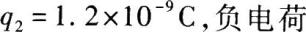 q₂ = 1. 2×10⁻⁹ C,负电荷